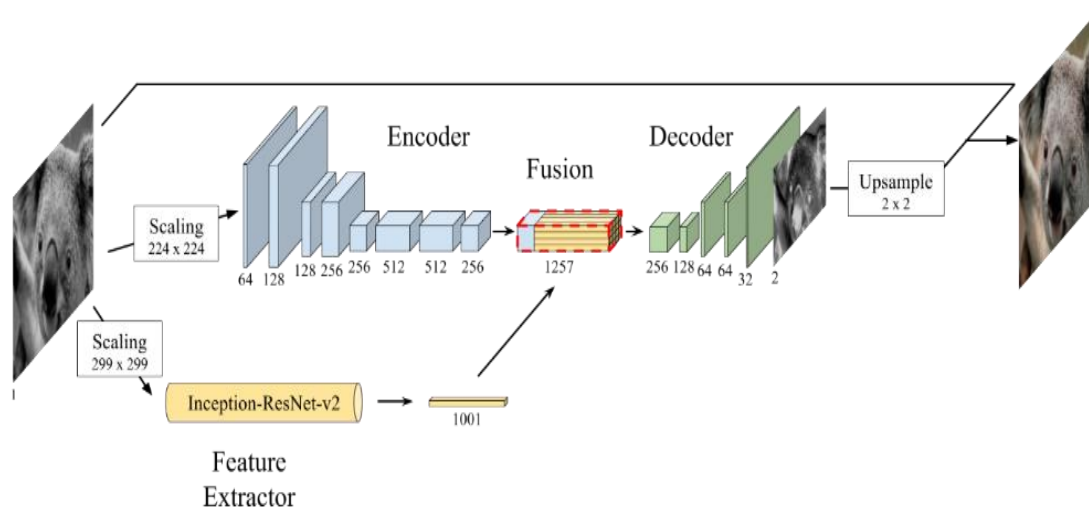 Encoder
Decoder
Fusion
Scaling
224 x 224
Upsample
2 x 2
64
128
128
256
256
512
512
256
1257
256
128
64
64
32
2
Scaling
299 x 299
Inception-ResNet-v2
1001
Feature
Extractor